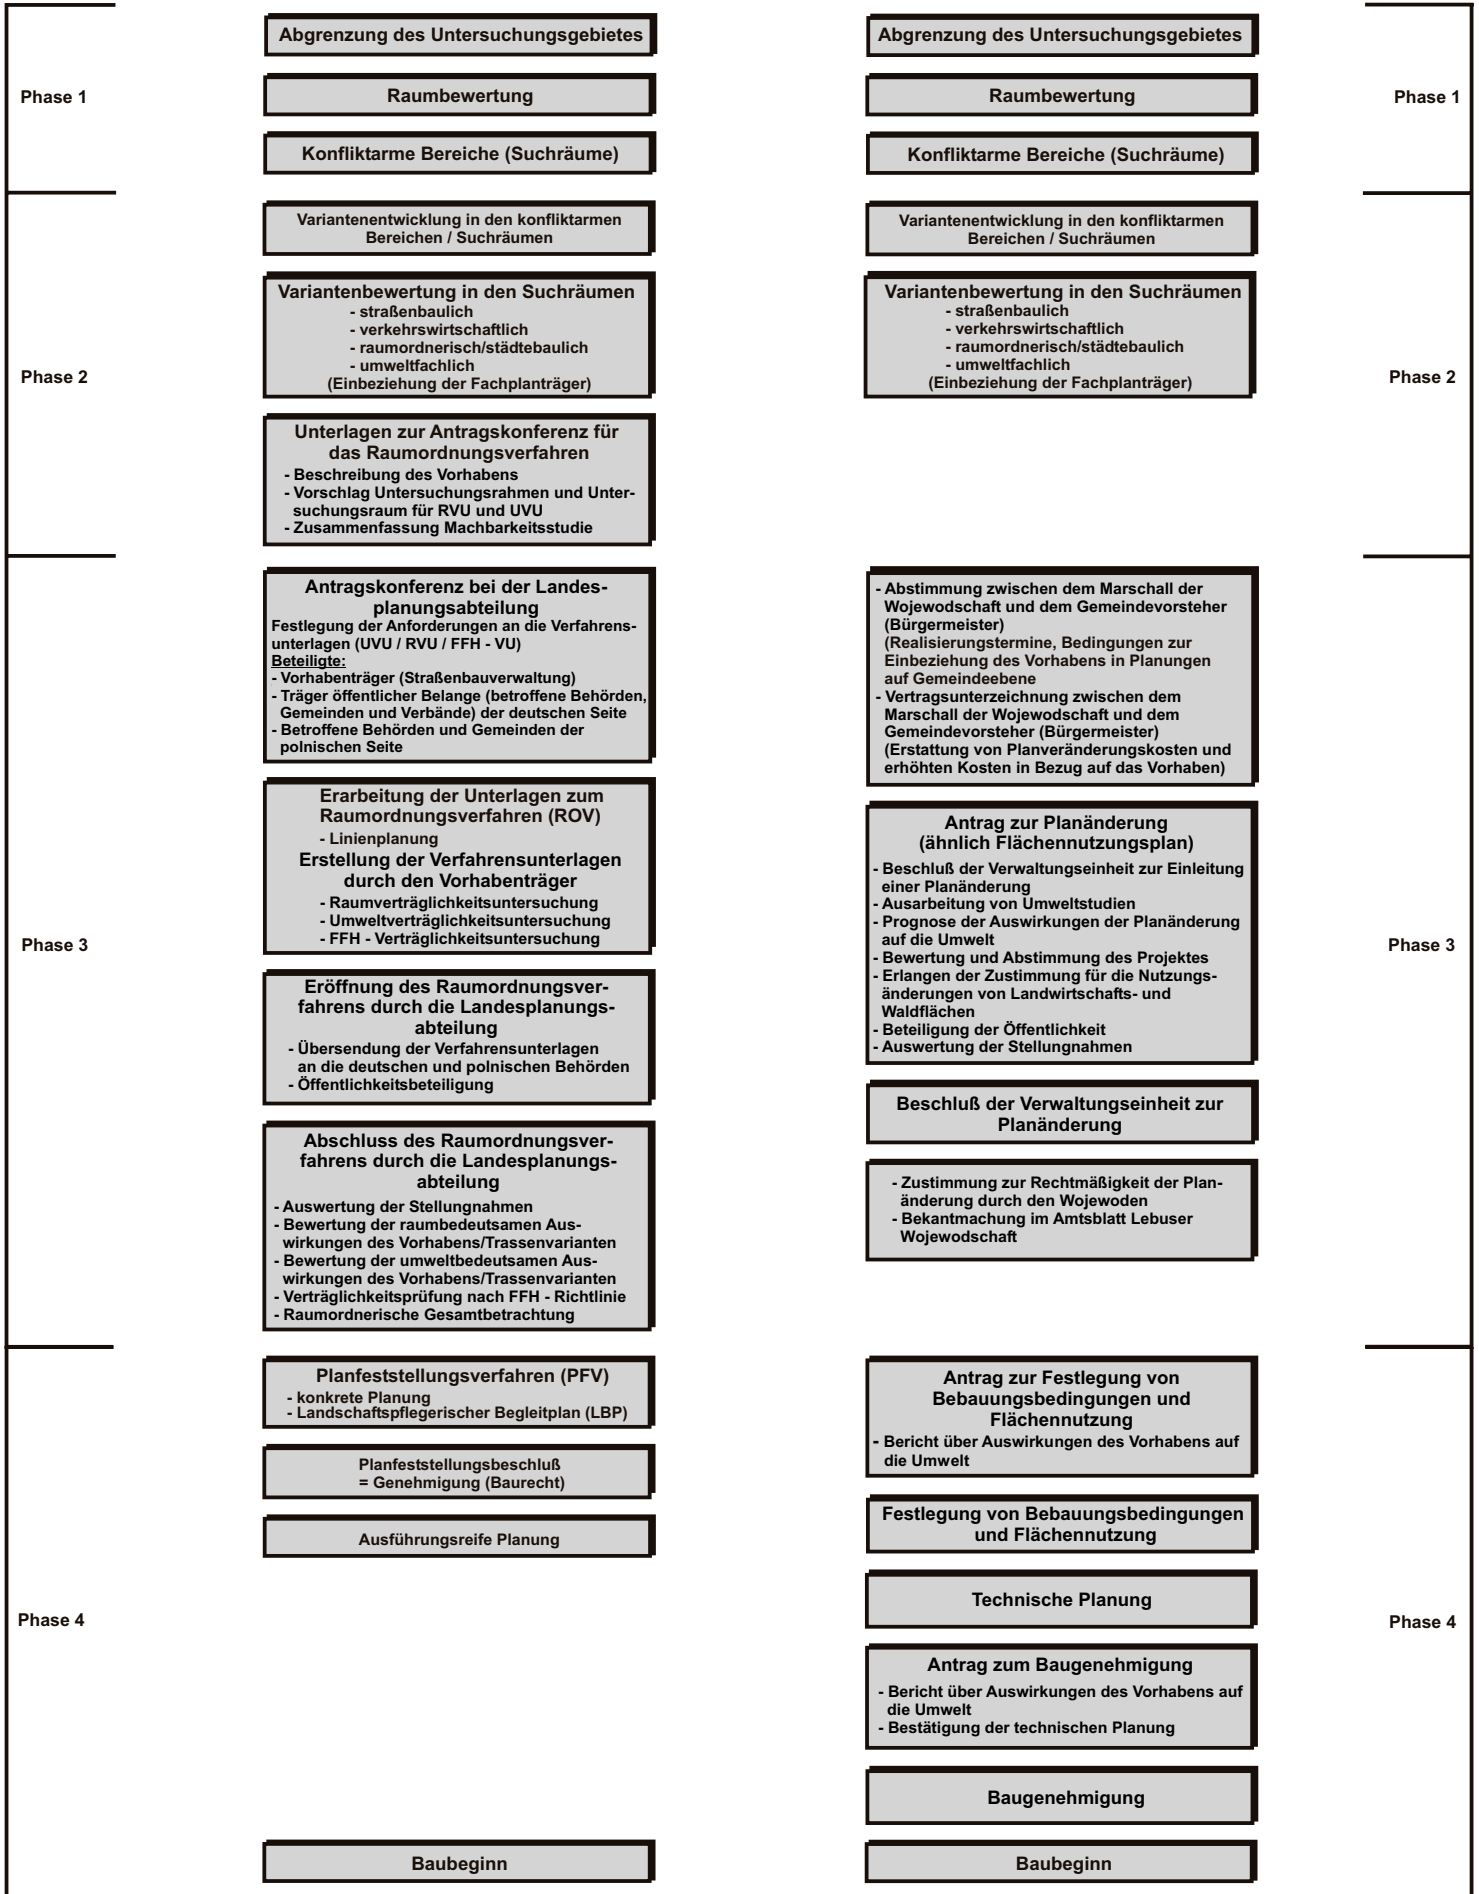 Phase 1
Abgrenzung des Untersuchungsgebietes
Raumbewertung
Konfliktarme Bereiche (Suchräume)
Phase 2
Variantenentwicklung in den konfliktarmen
Bereichen / Suchräumen
Variantenbewertung in den Suchräumen
- straßenbaulich
- verkehrswirtschaftlich
- raumordnerisch/städtebaulich
- umweltfachlich
(Einbeziehung der Fachplanträger)
Unterlagen zur Antragskonferenz für
das Raumordnungsverfahren
- Beschreibung des Vorhabens
- Vorschlag Untersuchungsrahmen und Unter-
suchungsraum für RVU und UVU
- Zusammenfassung Machbarkeitsstudie
Phase 3
Antragskonferenz bei der Landes-
planungsabteilung
Festlegung der Anforderungen an die Verfahrens-
unterlagen (UVU / RVU / FFH - VU)
Beteiligte:
- Vorhabenträger (Straßenbauverwaltung)
- Träger öffentlicher Belange (betroffene Behörden,
Gemeinden und Verbände) der deutschen Seite
- Betroffene Behörden und Gemeinden der
polnischen Seite
Erarbeitung der Unterlagen zum
Raumordnungsverfahren (ROV)
- Linienplanung
Erstellung der Verfahrensunterlagen
durch den Vorhabenträger
- Raumverträglichkeitsuntersuchung
- Umweltverträglichkeitsuntersuchung
- FFH - Verträglichkeitsuntersuchung
Eröffnung des Raumordnungsver-
fahrens durch die Landesplanungs-
abteilung
- Übersendung der Verfahrensunterlagen
an die deutschen und polnischen Behörden
- Öffentlichkeitsbeteiligung
Abschluss des Raumordnungsver-
fahrens durch die Landesplanungs-
abteilung
- Auswertung der Stellungnahmen
- Bewertung der raumbedeutsamen Aus-
wirkungen des Vorhabens/Trassenvarianten
- Bewertung der umweltbedeutsamen Aus-
wirkungen des Vorhabens/Trassenvarianten
- Verträglichkeitsprüfung nach FFH - Richtlinie
- Raumordnerische Gesamtbetrachtung
Phase 4
Planfeststellungsverfahren (PFV)
- konkrete Planung
- Landschaftspflegerischer Begleitplan (LBP)
Planfeststellungsbeschluß
= Genehmigung (Baurecht)
Ausführungsreife Planung
Baubeginn
Abgrenzung des Untersuchungsgebietes
Raumbewertung
Konfliktarme Bereiche (Suchräume)
Phase 1
Variantenentwicklung in den konfliktarmen
Bereichen / Suchräumen
Variantenbewertung in den Suchräumen
- straßenbaulich
- verkehrswirtschaftlich
- raumordnerisch/städtebaulich
- umweltfachlich
(Einbeziehung der Fachplanträger)
Phase 2
- Abstimmung zwischen dem Marschall der
Wojewodschaft und dem Gemeindevorsteher
(Bürgermeister)
(Realisierungstermine, Bedingungen zur
Einbeziehung des Vorhabens in Planungen
auf Gemeindeebene
- Vertragsunterzeichnung zwischen dem
Marschall der Wojewodschaft und dem
Gemeindevorsteher (Bürgermeister)
(Erstattung von Planveränderungskosten und
erhöhten Kosten in Bezug auf das Vorhaben)
Antrag zur Planänderung
(ähnlich Flächennutzungsplan)
- Beschluß der Verwaltungseinheit zur Einleitung
einer Planänderung
- Ausarbeitung von Umweltstudien
- Prognose der Auswirkungen der Planänderung
auf die Umwelt
- Bewertung und Abstimmung des Projektes
- Erlangen der Zustimmung für die Nutzungs-
änderungen von Landwirtschafts- und
Waldflächen
- Beteiligung der Öffentlichkeit
- Auswertung der Stellungnahmen
Beschluß der Verwaltungseinheit zur
Planänderung
- Zustimmung zur Rechtmäßigkeit der Plan-
änderung durch den Wojewoden
- Bekantmachung im Amtsblatt Lebuser
Wojewodschaft
Phase 3
Antrag zur Festlegung von
Bebauungsbedingungen und
Flächennutzung
- Bericht über Auswirkungen des Vorhabens auf
die Umwelt
Festlegung von Bebauungsbedingungen
und Flächennutzung
Technische Planung
Antrag zum Baugenehmigung
- Bericht über Auswirkungen des Vorhabens auf
die Umwelt
- Bestätigung der technischen Planung
Baugenehmigung
Baubeginn
Phase 4